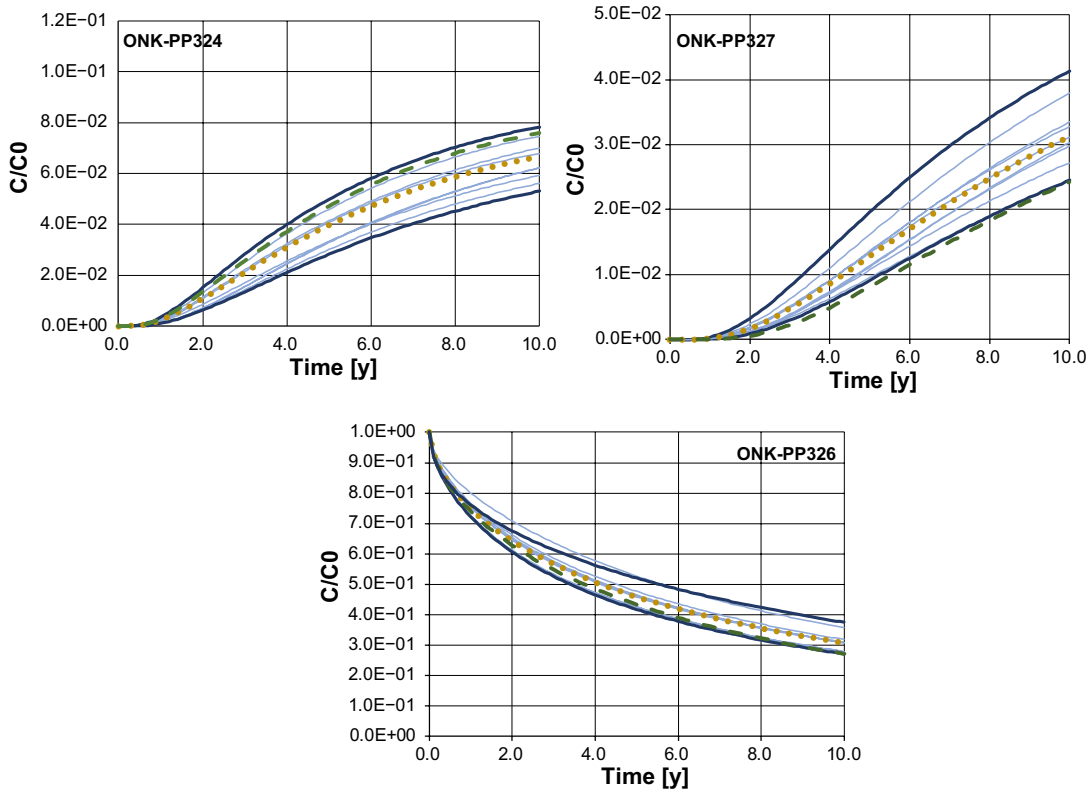 ONK-PP324
C/C0
1.2E−01
1.0E−01
8.0E−02
6.0E−02
4.0E−02
2.0E−02
0.0E+00
0.0 2.0 4.0 6.0 8.0 10.0
Time [y]
ONK-PP327
C/C0
5.0E−02
4.0E−02
3.0E−02
2.0E−02
1.0E−02
0.0E+00
0.0 2.0 4.0 6.0 8.0 10.0
Time [y]
ONK-PP326
C/C0
1.0E+00
9.0E−01
8.0E−01
7.0E−01
6.0E−01
5.0E−01
4.0E−01
3.0E−01
2.0E−01
1.0E−01
0.0E+00
0.0 2.0 4.0 6.0 8.0 10.0
Time [y]